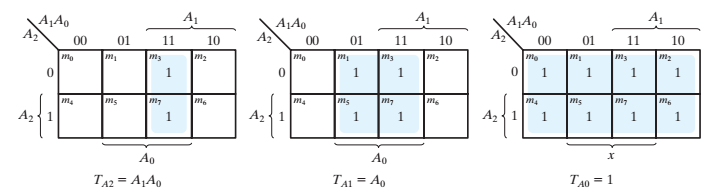 A₁A₀
A₂
A₁
00 01 11 10
m₀ m₁ m₃ m₂
0 1
m₄ m₅ m₇ m₆
A₂ 1 1
A₀
T_A2 = A₁A₀
A₁A₀
A₂
A₁
00 01 11 10
m₀ m₁ m₃ m₂
0 1 1
m₄ m₅ m₇ m₆
A₂ 1 1 1
A₀
T_A1 = A₀
A₁A₀
A₂
A₁
00 01 11 10
m₀ m₁ m₃ m₂
0 1 1 1 1
m₄ m₅ m₇ m₆
A₂ 1 1 1 1 1
x
T_A0 = 1